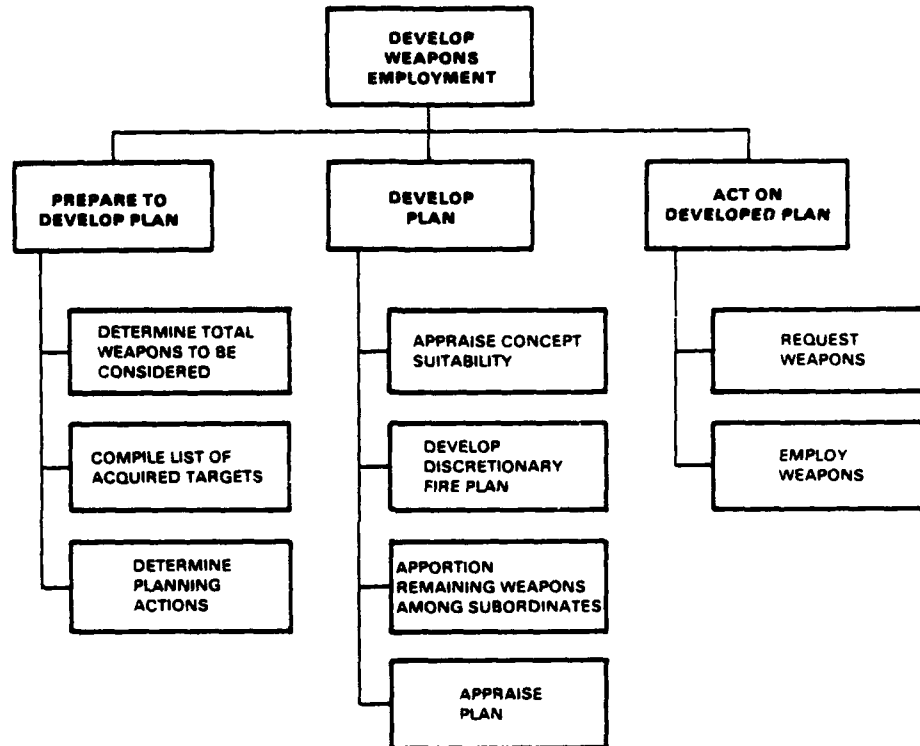 DEVELOP
WEAPONS
EMPLOYMENT
PREPARE TO
DEVELOP PLAN
DEVELOP
PLAN
ACT ON
DEVELOPED PLAN
DETERMINE TOTAL
WEAPONS TO BE
CONSIDERED
COMPILE LIST OF
ACQUIRED TARGETS
DETERMINE
PLANNING
ACTIONS
APPRAISE CONCEPT
SUITABILITY
DEVELOP
DISCRETIONARY
FIRE PLAN
APPORTION
REMAINING WEAPONS
AMONG SUBORDINATES
APPRAISE
PLAN
REQUEST
WEAPONS
EMPLOY
WEAPONS